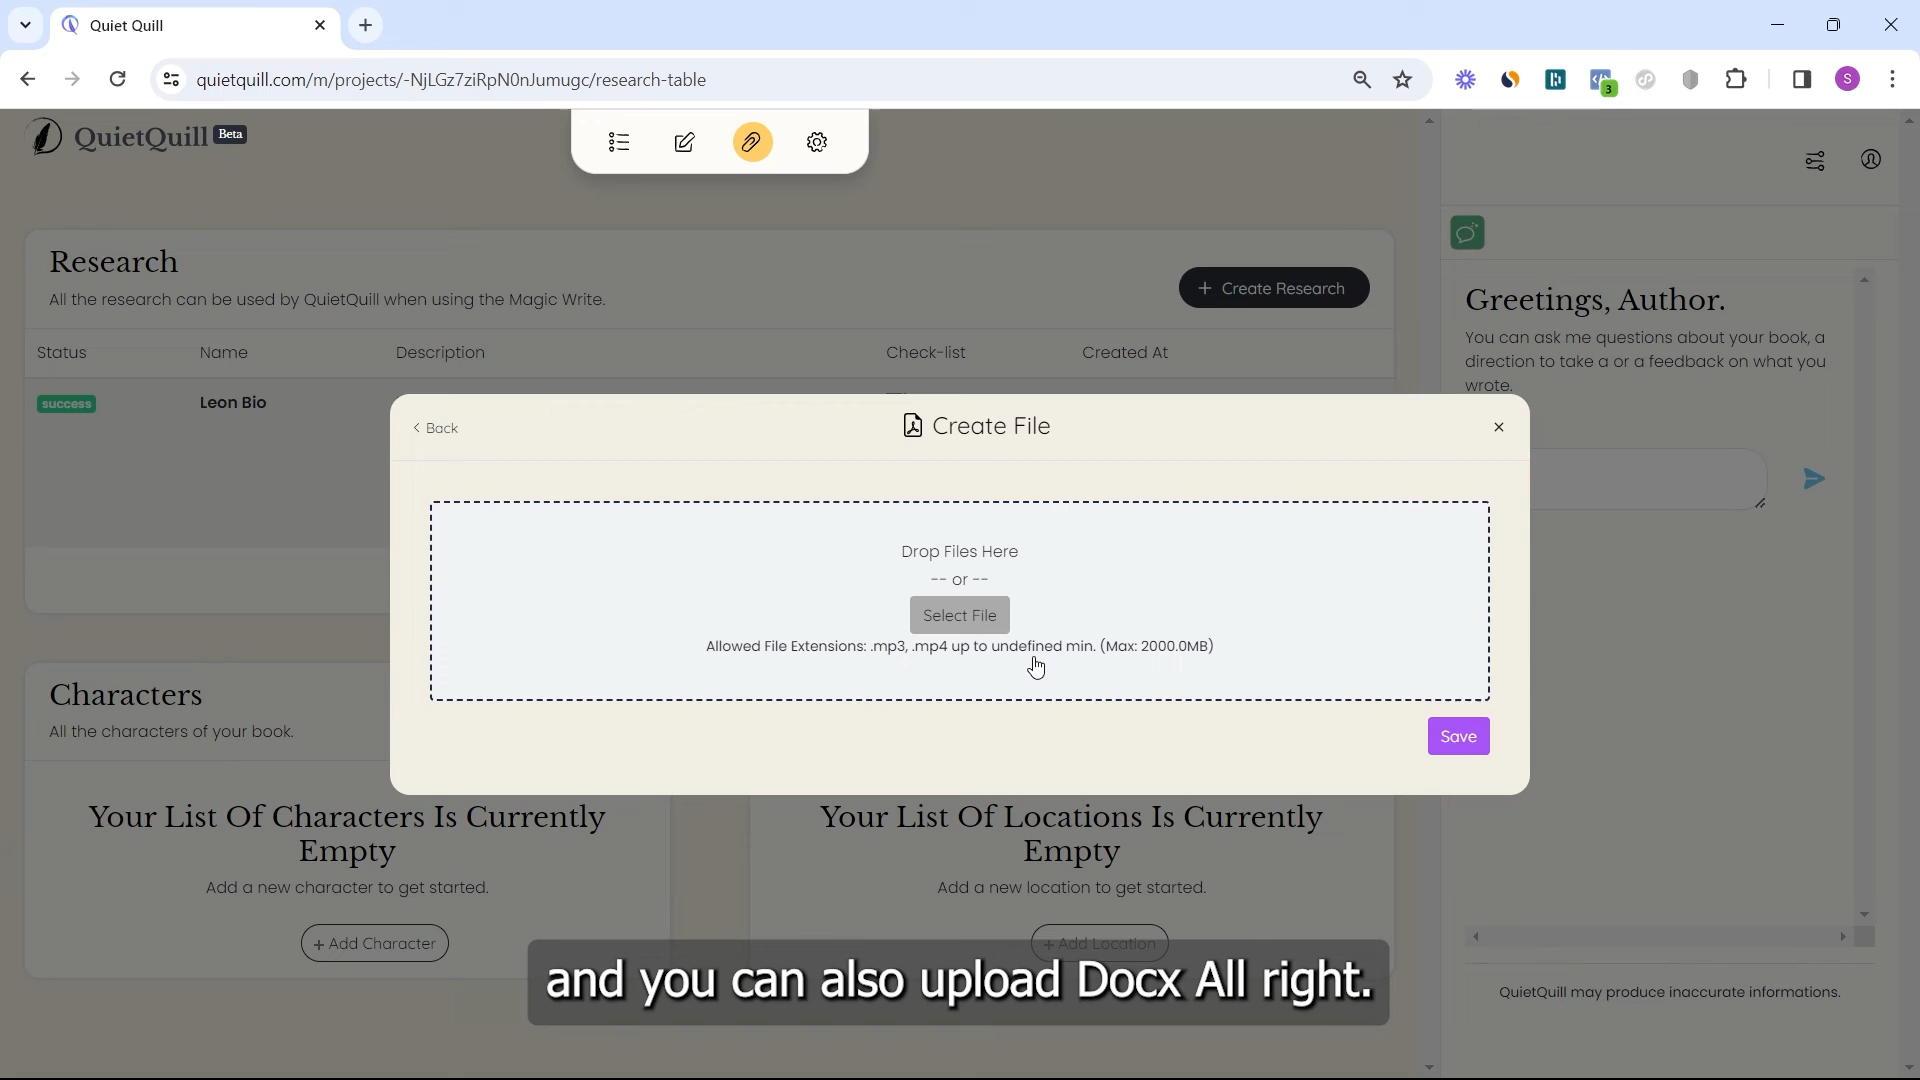 Quiet Quill
quietquill.com/m/projects/-NjLGz7ziRpN0nJumugc/research-table
3
S
QuietQuill Beta
Research
All the research can be used by QuietQuill when using the Magic Write.
+ Create Research
Status Name Description Check-list Created At
success Leon Bio
Greetings, Author.
You can ask me questions about your book, a
direction to take a or a feedback on what you
wrote.
< Back
Create File
Drop Files Here
-- or --
Select File
Allowed File Extensions: .mp3, .mp4 up to undefined min. (Max: 2000.0MB)
Save
Characters
All the characters of your book.
Your List Of Characters Is Currently
Empty
Add a new character to get started.
+ Add Character
Your List Of Locations Is Currently
Empty
Add a new location to get started.
+ Add Location
and you can also upload Docx All right.
QuietQuill may produce inaccurate informations.